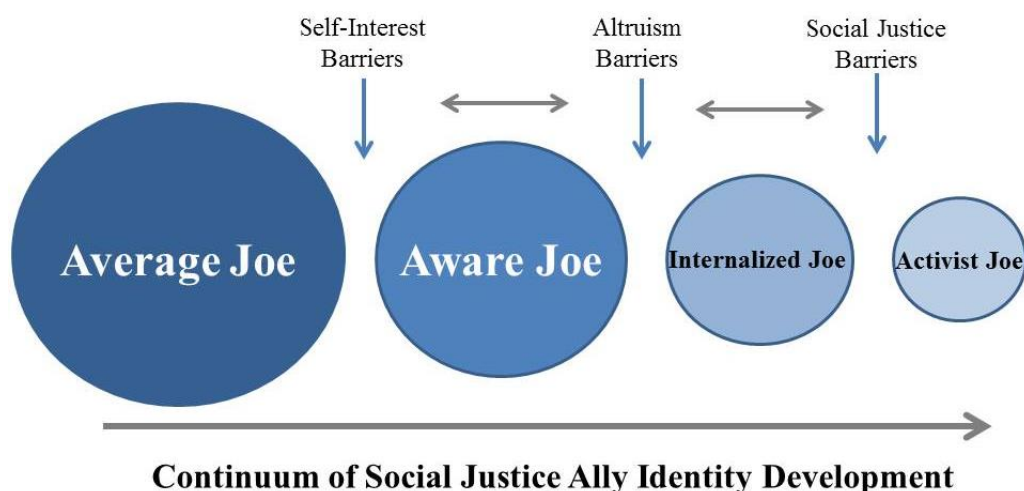 Self-Interest
Barriers
Altruism
Barriers
Social Justice
Barriers
Average Joe
Aware Joe
Internalized Joe
Activist Joe
Continuum of Social Justice Ally Identity Development